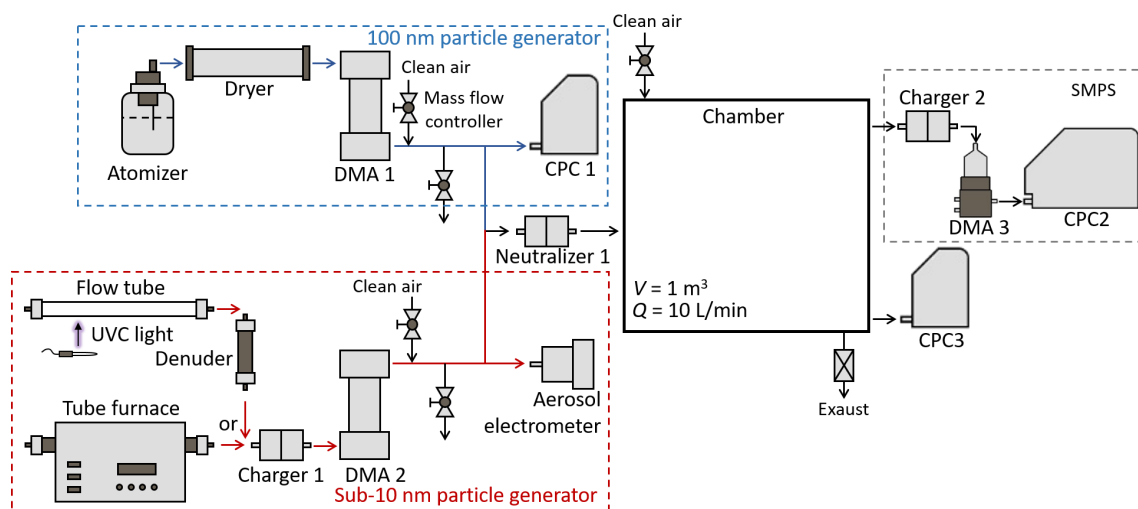 100 nm particle generator
Clean air
Dryer
Mass flow
controller
Atomizer
DMA 1
CPC 1
Clean air
Chamber
Charger 2
SMPS
DMA 3
CPC2
Neutralizer 1
V = 1 m³
Q = 10 L/min
CPC3
Exaust
Flow tube
UVC light
Denuder
Clean air
Tube furnace
or
Charger 1
DMA 2
Aerosol
electrometer
Sub-10 nm particle generator